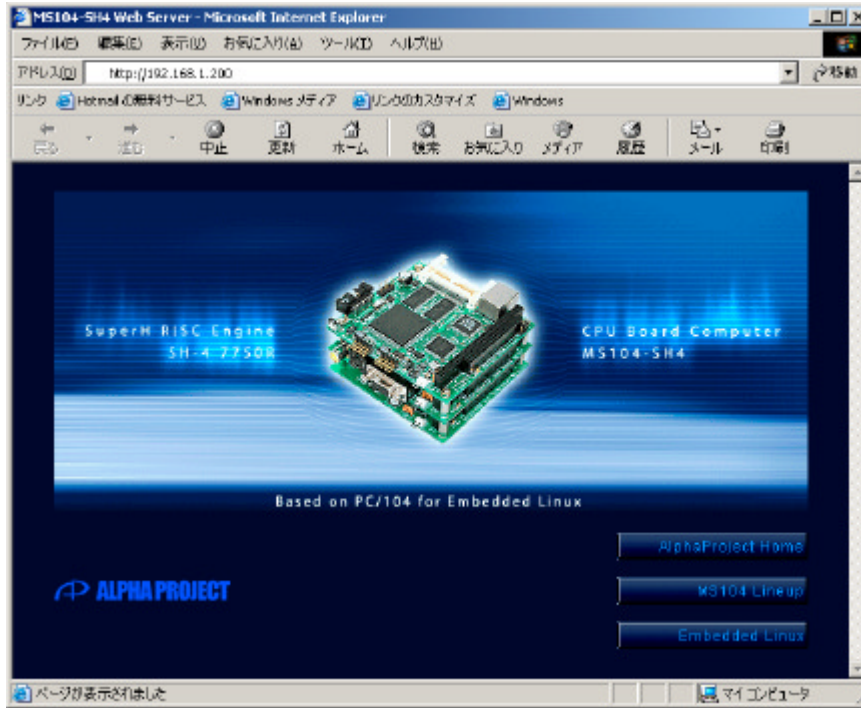 MS104-SH4 Web Server - Microsoft Internet Explorer
ファイル(E) 編集(E) 表示(V) お気に入り(A) ツール(T) ヘルプ(H)
アドレス(D) http://192.168.1.200 移動
リンク Hotmail の無料サービス Windows メディア リンクのカスタマイズ Windows
戻る 進む 中止 更新 ホーム 検索 お気に入り メディア 履歴 メール 印刷
SuperH RISC Engine
SH-4 7750R
CPU Board Computer
MS104-SH4
Based on PC/104 for Embedded Linux
AlphaProject Home
ALPHA PROJECT
MS104 Lineup
Embedded Linux
ページが表示されました マイ コンピュータ